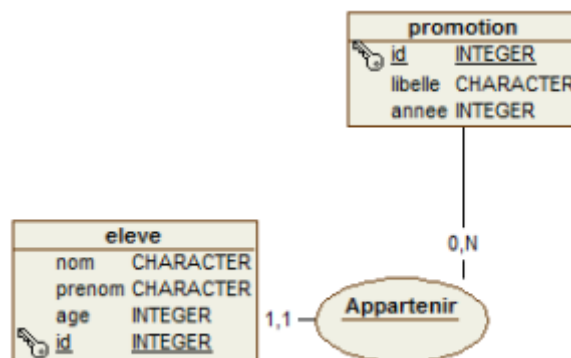 promotion
id INTEGER
libelle CHARACTER
annee INTEGER
0,N
eleve
nom CHARACTER
prenom CHARACTER
age INTEGER
id INTEGER
1,1
Appartenir